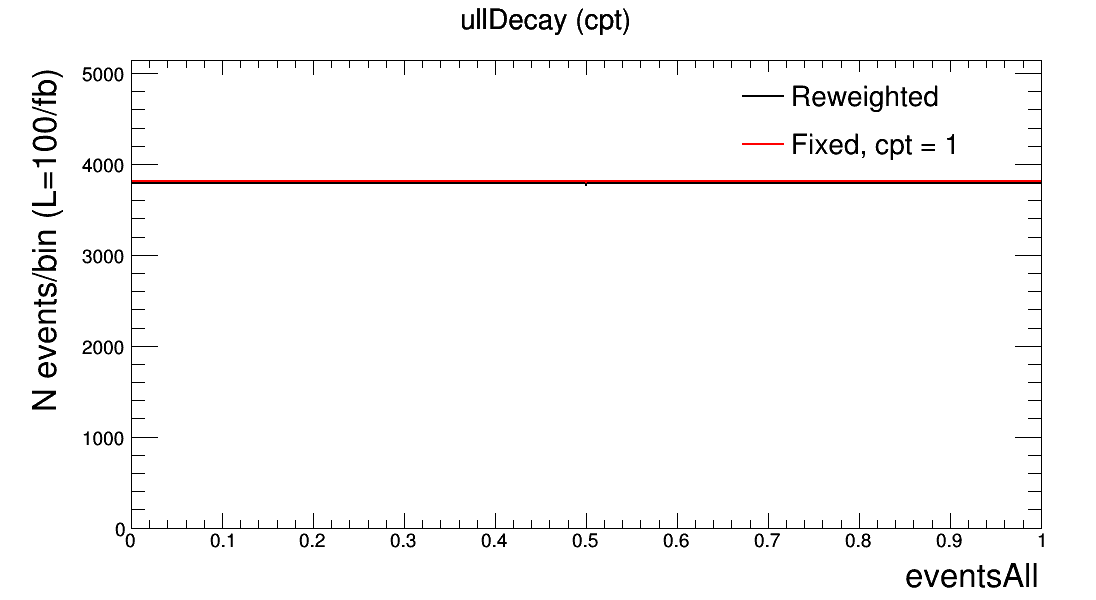 ullDecay (cpt)
N events/bin (L=100/fb)
5000
4000
3000
2000
1000
0
Reweighted
Fixed, cpt = 1
0 0.1 0.2 0.3 0.4 0.5 0.6 0.7 0.8 0.9 1
eventsAll